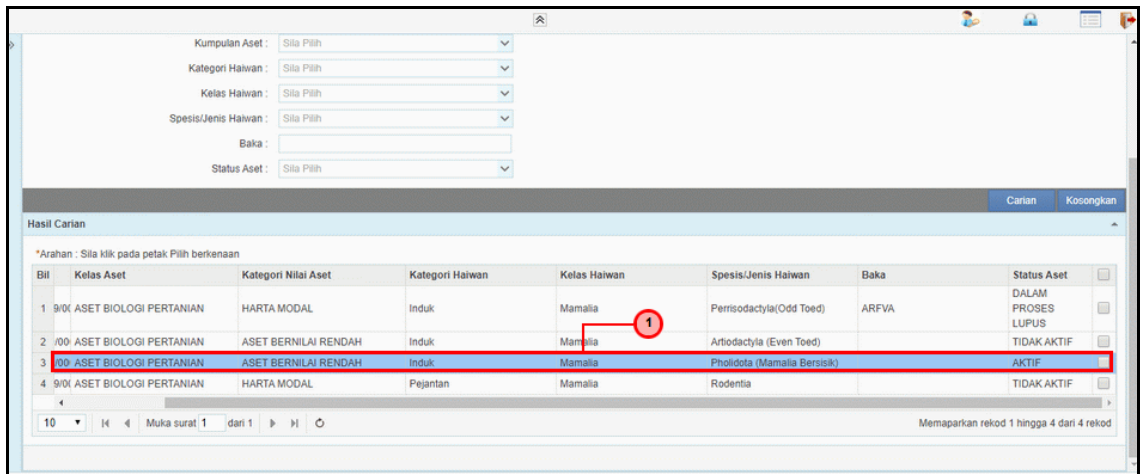 Kumpulan Aset : Sila Pilih
Kategori Haiwan : Sila Pilih
Kelas Haiwan : Sila Pilih
Spesis/Jenis Haiwan : Sila Pilih
Baka :
Status Aset : Sila Pilih
Carian Kosongkan
Hasil Carian
*Arahan : Sila klik pada petak Pilih berkenaan
Bil Kelas Aset Kategori Nilai Aset Kategori Haiwan Kelas Haiwan Spesis/Jenis Haiwan Baka Status Aset
1 9/00 ASET BIOLOGI PERTANIAN HARTA MODAL Induk Mamalia Perrisodactyla(Odd Toed) ARFVA DALAM PROSES LUPUS
1
2 /00 ASET BIOLOGI PERTANIAN ASET BERNILAI RENDAH Induk Mamalia Artiodactyla (Even Toed) TIDAK AKTIF
3 /00 ASET BIOLOGI PERTANIAN ASET BERNILAI RENDAH Induk Mamalia Pholidota (Mamalia Bersisik) AKTIF
4 9/00 ASET BIOLOGI PERTANIAN HARTA MODAL Pejantan Mamalia Rodentia TIDAK AKTIF
10 Muka surat 1 dari 1 Memaparkan rekod 1 hingga 4 dari 4 rekod